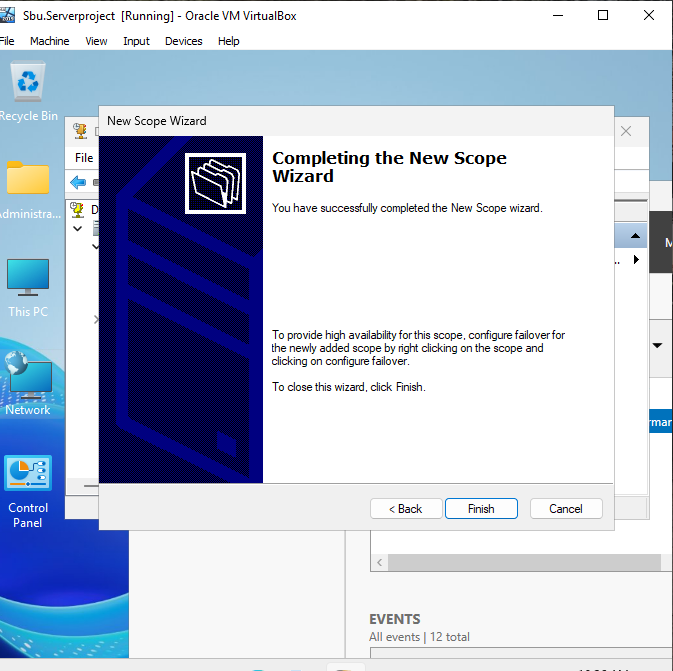 Sbu.Serverproject [Running] - Oracle VM VirtualBox
File Machine View Input Devices Help
Recycle Bin
Administra...
This PC
Network
Control
Panel
New Scope Wizard
File
D
Completing the New Scope
Wizard
You have successfully completed the New Scope wizard.
To provide high availability for this scope, configure failover for
the newly added scope by right clicking on the scope and
clicking on configure failover.
To close this wizard, click Finish.
< Back Finish Cancel
..
M
rmar
EVENTS
All events | 12 total